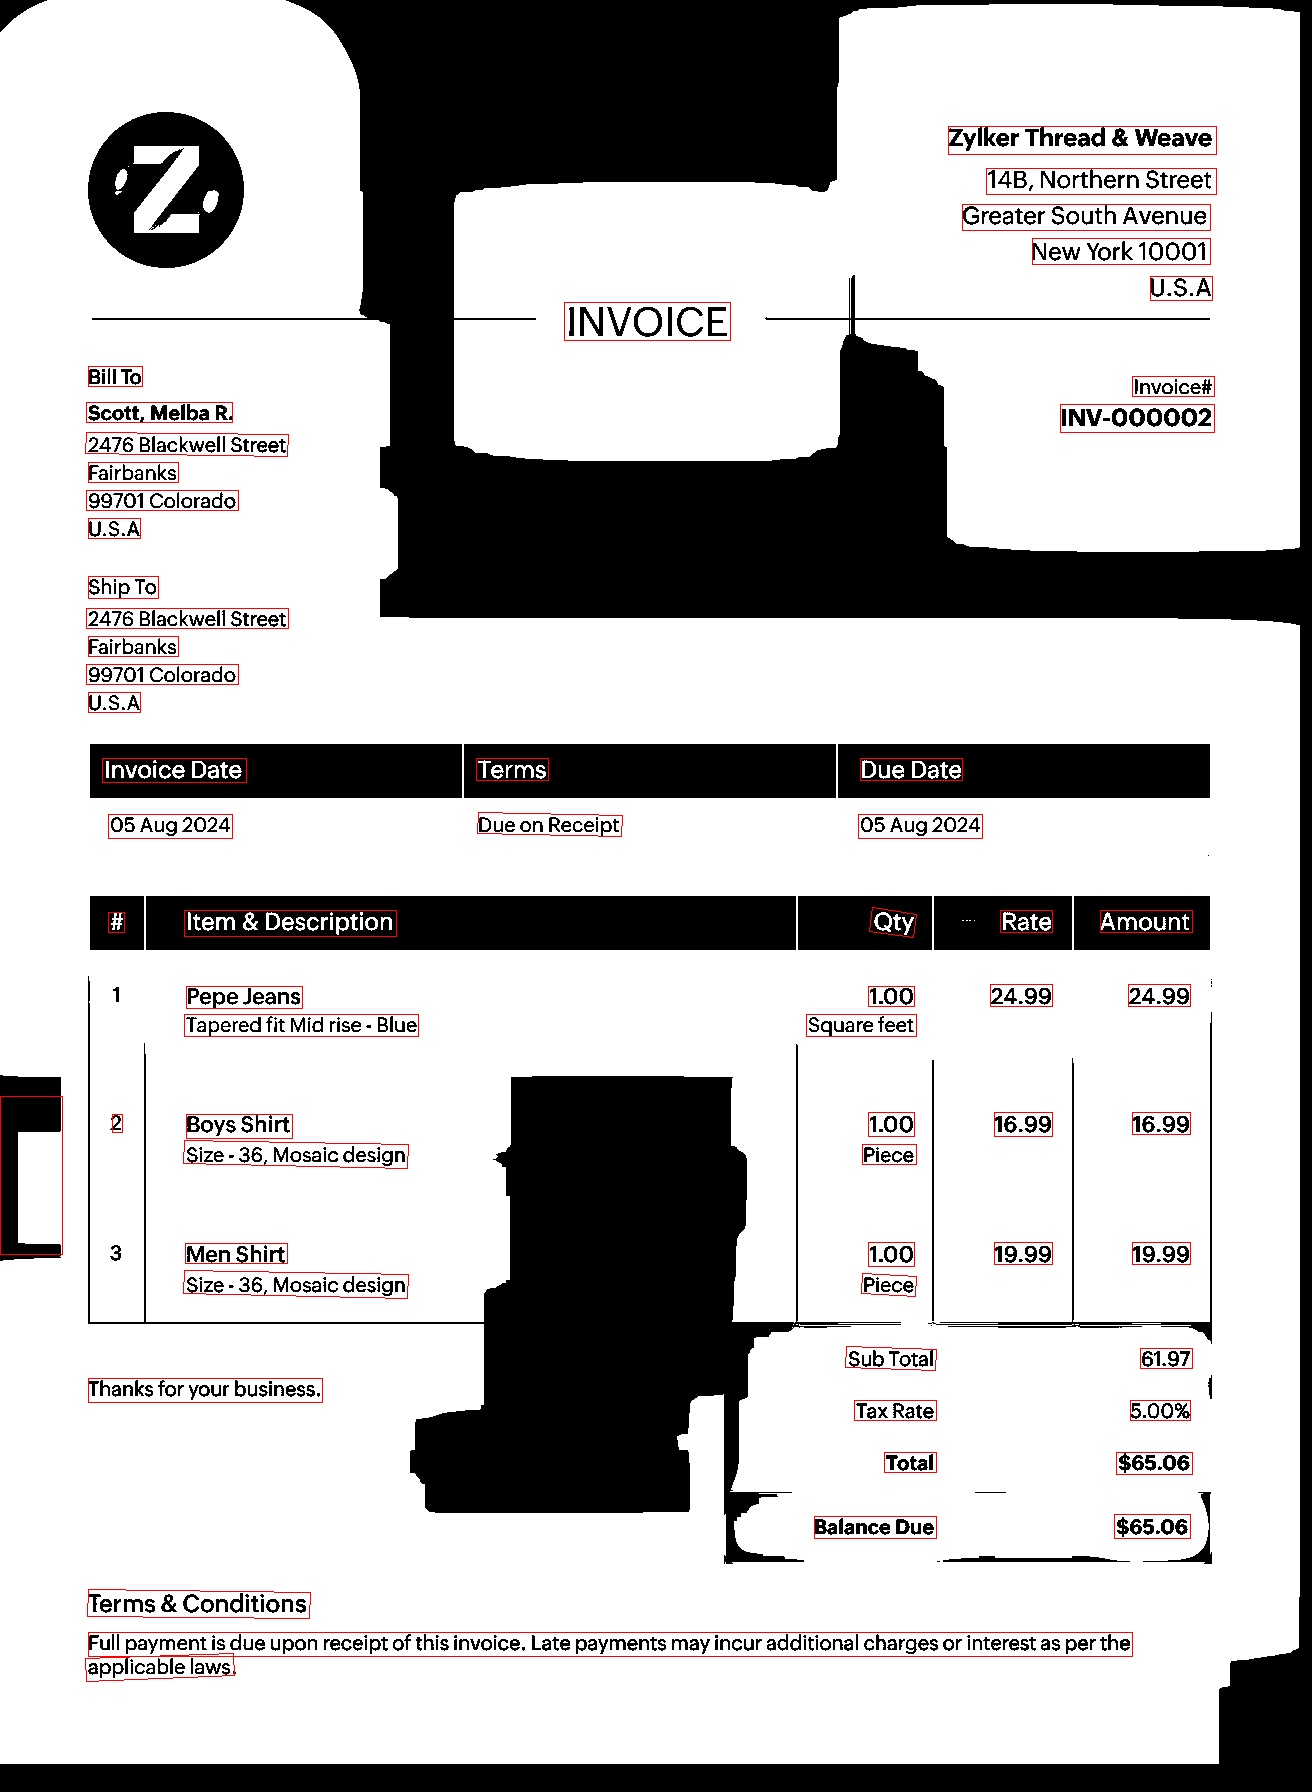 Z
Zylker Thread & Weave
14B, Northern Street
Greater South Avenue
New York 10001
U.S.A
INVOICE
Invoice#
INV-000002
Bill To
Scott, Melba R.
2476 Blackwell Street
Fairbanks
99701 Colorado
U.S.A
Ship To
2476 Blackwell Street
Fairbanks
99701 Colorado
U.S.A
Invoice Date Terms Due Date
05 Aug 2024 Due on Receipt 05 Aug 2024
# Item & Description Qty Rate Amount
1 Pepe Jeans 1.00 24.99 24.99
Tapered fit Mid rise - Blue Square feet
2 Boys Shirt 1.00 16.99 16.99
Size - 36, Mosaic design Piece
3 Men Shirt 1.00 19.99 19.99
Size - 36, Mosaic design Piece
Sub Total 61.97
Thanks for your business.
Tax Rate 5.00%
Total $65.06
Balance Due $65.06
Terms & Conditions
Full payment is due upon receipt of this invoice. Late payments may incur additional charges or interest as per the
applicable laws.